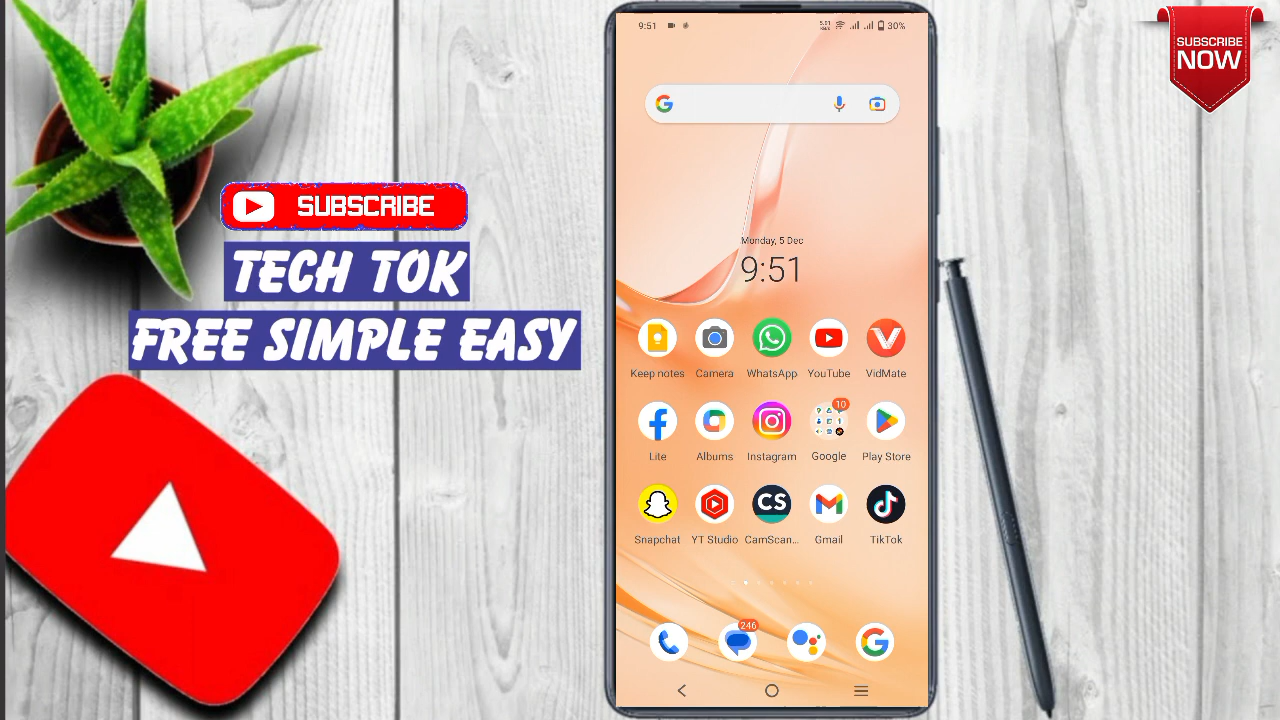 9:51
30%
SUBSCRIBE
NOW
SUBSCRIBE
TECH TOK
FREE SIMPLE EASY
Monday, 5 Dec
9:51
Keep notes
Camera
WhatsApp
YouTube
VidMate
10
Lite
Albums
Instagram
Google
Play Store
CS
Snapchat
YT Studio
CamScan...
Gmail
TikTok
246